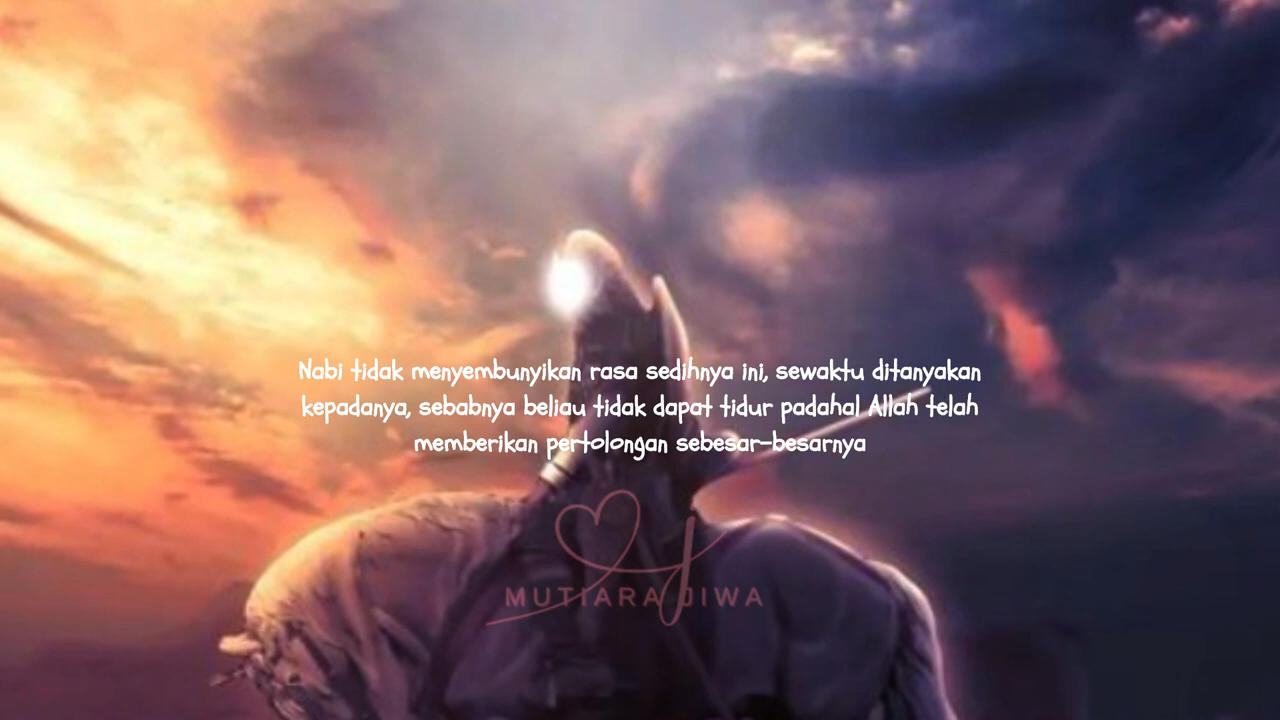 Nabi tidak menyembunyikan rasa sedihnya ini, sewaktu ditanyakan
kepadanya, sebabnya beliau tidak dapat tidur padahal Allah telah
memberikan pertolongan sebesar-besarnya
MUTIARA JIWA